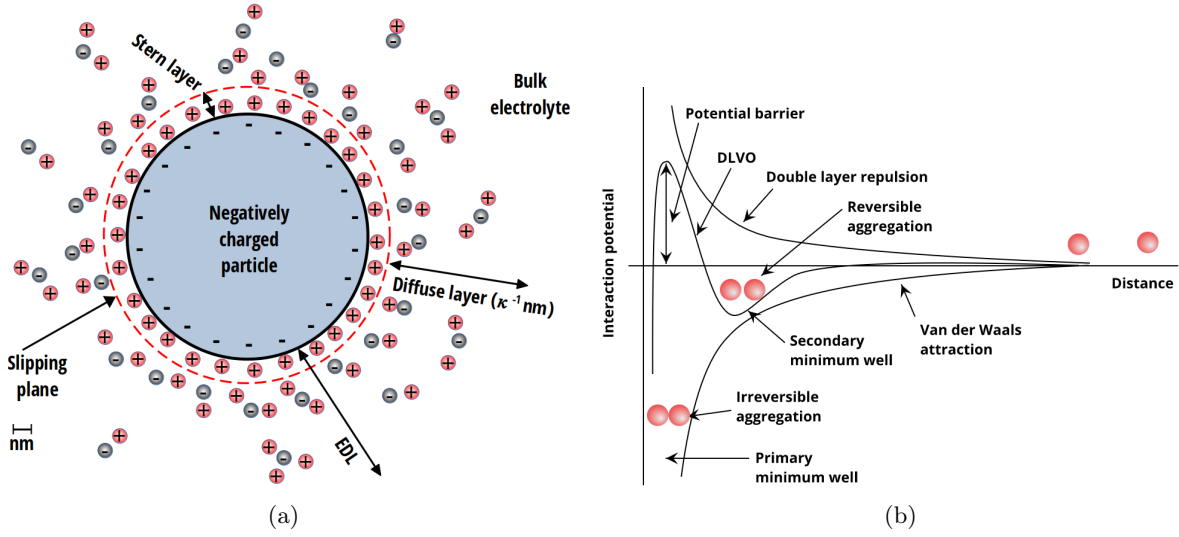 Stern layer
Bulk
electrolyte
Negatively
charged
particle
Diffuse layer (κ⁻¹ nm)
Slipping
plane
nm
EDL
(a)
Potential barrier
DLVO
Double layer repulsion
Reversible
aggregation
Interaction potential
Distance
Van der Waals
attraction
Secondary
minimum well
Irreversible
aggregation
Primary
minimum well
(b)